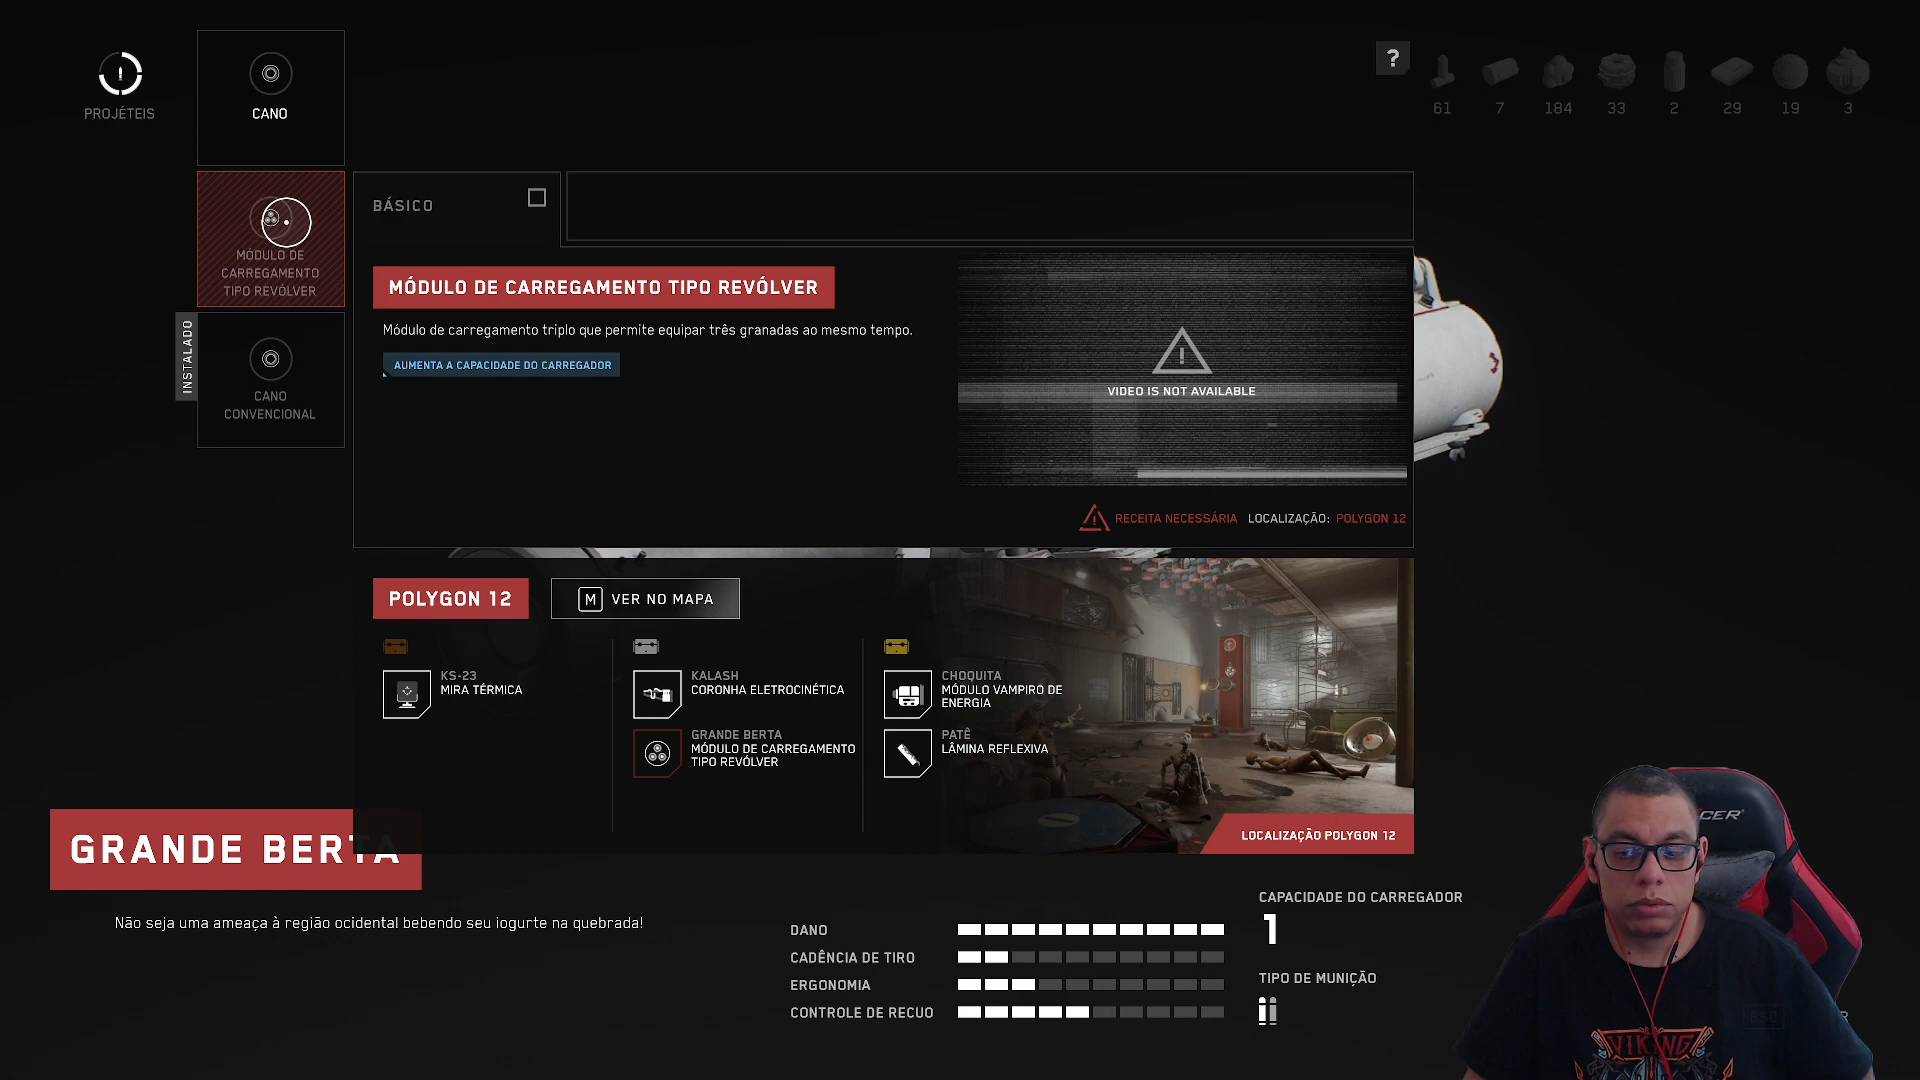 PROJÉTEIS
CANO
?
61 7 184 33 2 29 19 3
MÓDULO DE
CARREGAMENTO
TIPO REVÓLVER
BÁSICO
MÓDULO DE CARREGAMENTO TIPO REVÓLVER
Módulo de carregamento triplo que permite equipar três granadas ao mesmo tempo.
AUMENTA A CAPACIDADE DO CARREGADOR
VIDEO IS NOT AVAILABLE
RECEITA NECESSÁRIA LOCALIZAÇÃO: POLYGON 12
INSTALADO
CANO
CONVENCIONAL
POLYGON 12
M VER NO MAPA
KS-23
MIRA TÉRMICA
KALASH
CORONHA ELETROCINÉTICA
GRANDE BERTA
MÓDULO DE CARREGAMENTO
TIPO REVÓLVER
CHOQUITA
MÓDULO VAMPIRO DE
ENERGIA
PATÊ
LÂMINA REFLEXIVA
LOCALIZAÇÃO POLYGON 12
GRANDE BERTA
Não seja uma ameaça à região ocidental bebendo seu iogurte na quebrada!
DANO
CADÊNCIA DE TIRO
ERGONOMIA
CONTROLE DE RECUO
CAPACIDADE DO CARREGADOR
1
TIPO DE MUNIÇÃO
ESC
VIKING